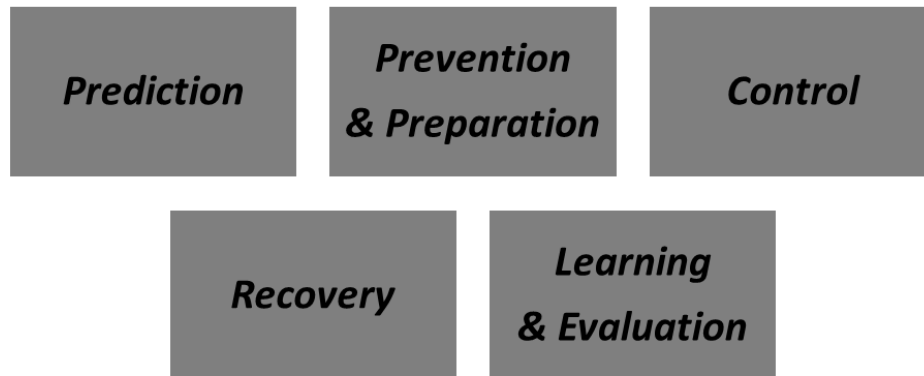 Prediction
Prevention
& Preparation
Control
Recovery
Learning
& Evaluation